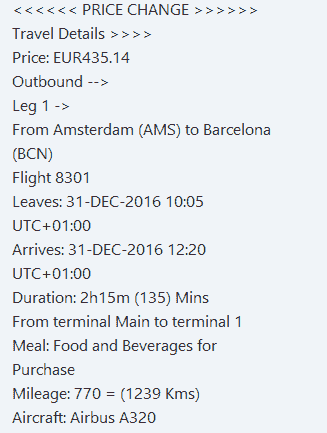 <<<<<< PRICE CHANGE >>>>>>
Travel Details >>>>
Price: EUR435.14
Outbound -->
Leg 1 ->
From Amsterdam (AMS) to Barcelona
(BCN)
Flight 8301
Leaves: 31-DEC-2016 10:05
UTC+01:00
Arrives: 31-DEC-2016 12:20
UTC+01:00
Duration: 2h15m (135) Mins
From terminal Main to terminal 1
Meal: Food and Beverages for
Purchase
Mileage: 770 = (1239 Kms)
Aircraft: Airbus A320